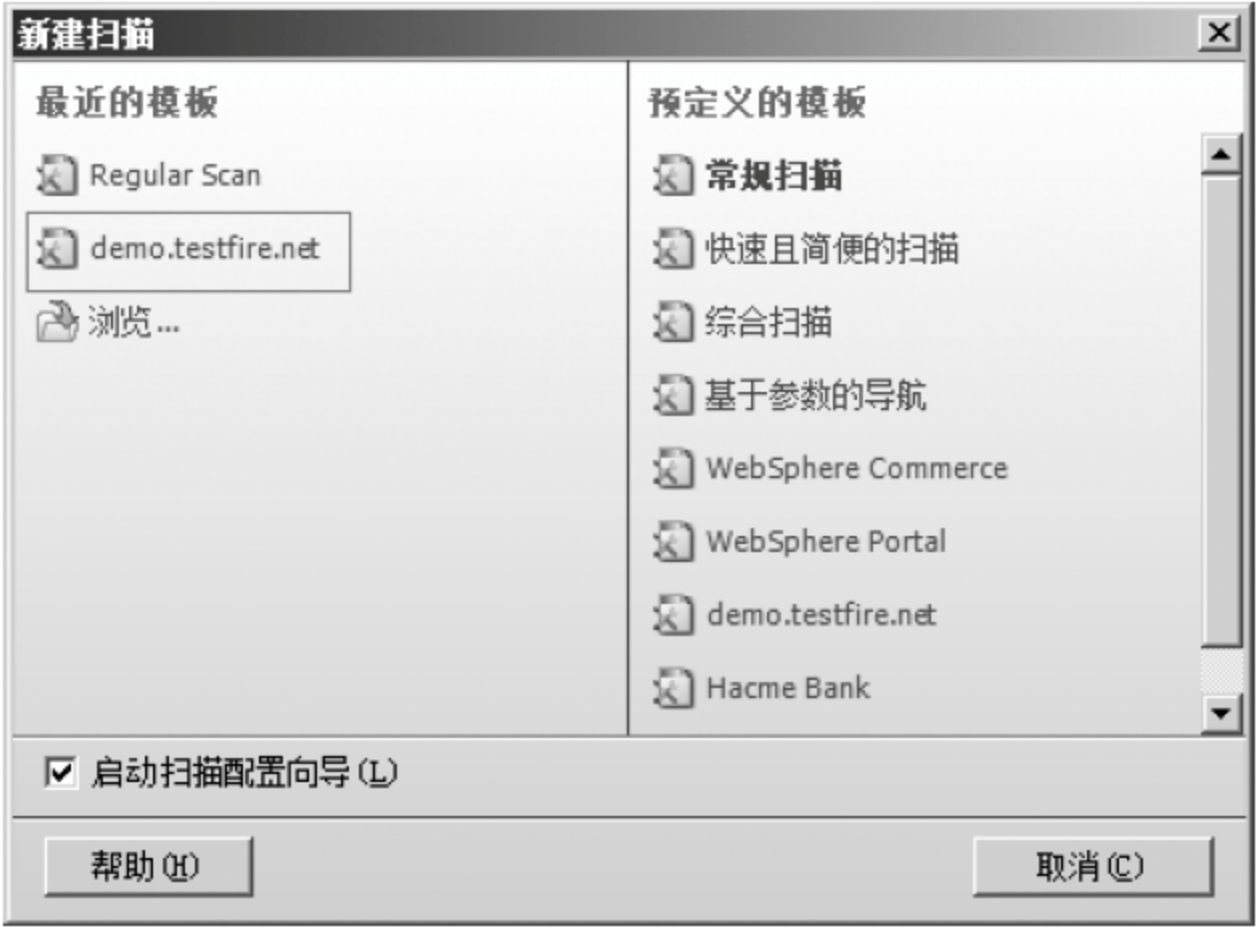 新建扫描
最近的模板
Regular Scan
demo.testfire.net
浏览...
预定义的模板
常规扫描
快速且简便的扫描
综合扫描
基于参数的导航
WebSphere Commerce
WebSphere Portal
demo.testfire.net
Hacme Bank
启动扫描配置向导(L)
帮助(H)
取消(C)